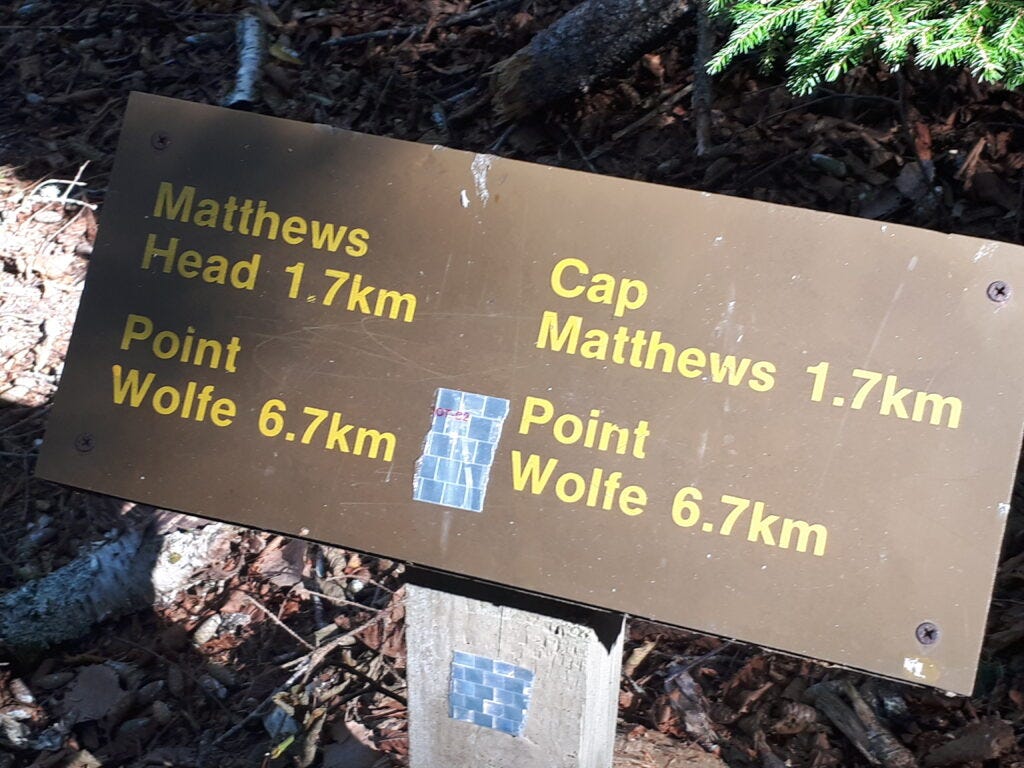 Matthews
Head 1.7km
Point
Wolfe 6.7km
Cap
Matthews 1.7km
Point
Wolfe 6.7km